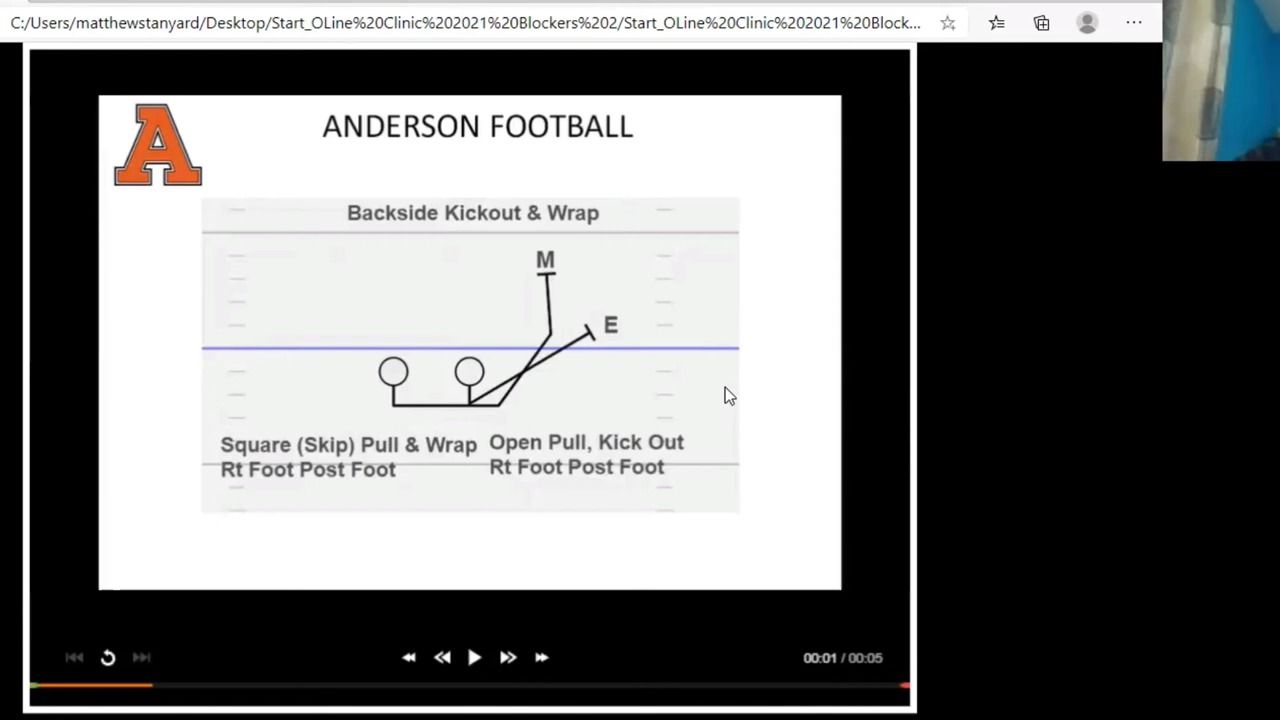 C:/Users/matthewstanyard/Desktop/Start_OLine%20Clinic%202021%20Blockers%202/Start_OLine%20Clinic%202021%20Block...
A
ANDERSON FOOTBALL
Backside Kickout & Wrap
M
E
Square (Skip) Pull & Wrap
Rt Foot Post Foot
Open Pull, Kick Out
Rt Foot Post Foot
00:01 / 00:05